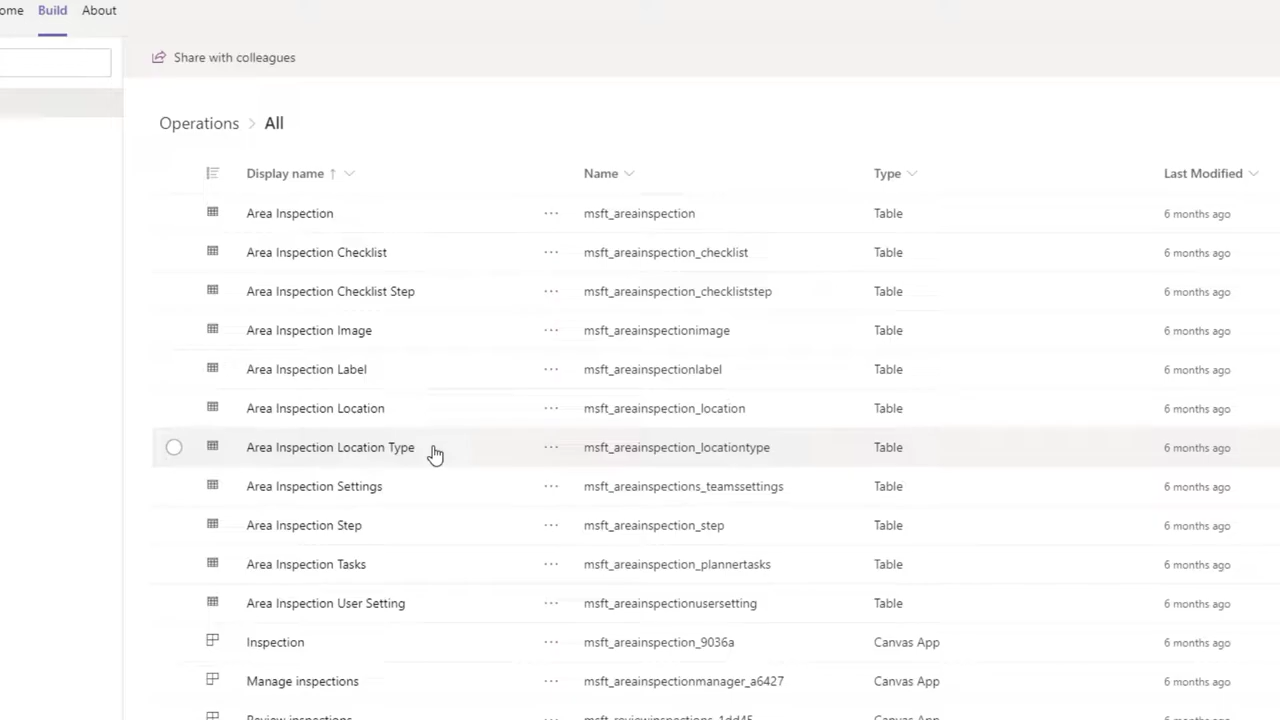 ome Build About
Share with colleagues
Operations > All
Display name ↑ Name Type Last Modified
Area Inspection ··· msft_areainspection Table 6 months ago
Area Inspection Checklist ··· msft_areainspection_checklist Table 6 months ago
Area Inspection Checklist Step ··· msft_areainspection_checkliststep Table 6 months ago
Area Inspection Image ··· msft_areainspectionimage Table 6 months ago
Area Inspection Label ··· msft_areainspectionlabel Table 6 months ago
Area Inspection Location ··· msft_areainspection_location Table 6 months ago
Area Inspection Location Type ··· msft_areainspection_locationtype Table 6 months ago
Area Inspection Settings ··· msft_areainspections_teamssettings Table 6 months ago
Area Inspection Step ··· msft_areainspection_step Table 6 months ago
Area Inspection Tasks ··· msft_areainspection_plannertasks Table 6 months ago
Area Inspection User Setting ··· msft_areainspectionusersetting Table 6 months ago
Inspection ··· msft_areainspection_9036a Canvas App 6 months ago
Manage inspections ··· msft_areainspectionmanager_a6427 Canvas App 6 months ago
Review inspections